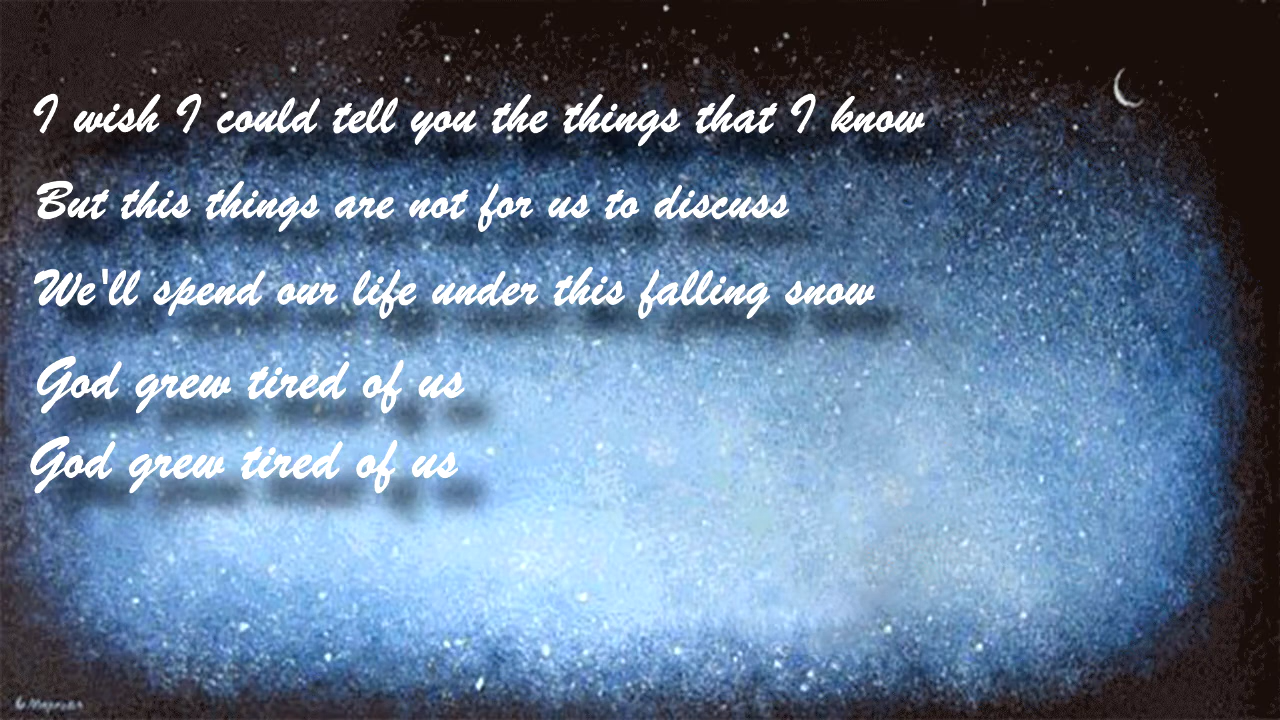 I wish I could tell you the things that I know
But this things are not for us to discuss
We'll spend our life under this falling snow
God grew tired of us
God grew tired of us